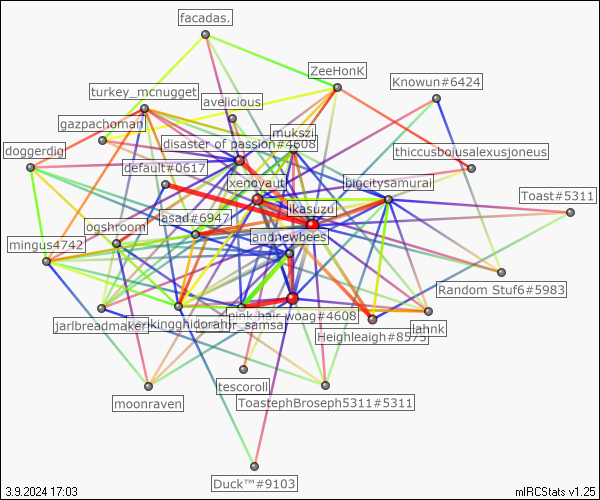 facadas.
ZeeHonK
Knowun#6424
turkey_mcnugget
avelicious
gazpachoman
mukszi
disaster of passion#4608
doggerdig
thiccusbojusalexusjoneus
default#0617
xenoyaut
bigcitysamurai
Toast#5311
ikasuzu
asad#6947
ogshroom
andnewbees
mingus4742
Random Stuf6#5983
pink hair woag#4608
jarlbreadmaker
kingghidorah
mr_samsa
Heighleaigh#8575
lahnk
tescoroll
moonraven
ToastephBroseph5311#5311
Duck™#9103
3.9.2024 17:03
mIRCStats v1.25